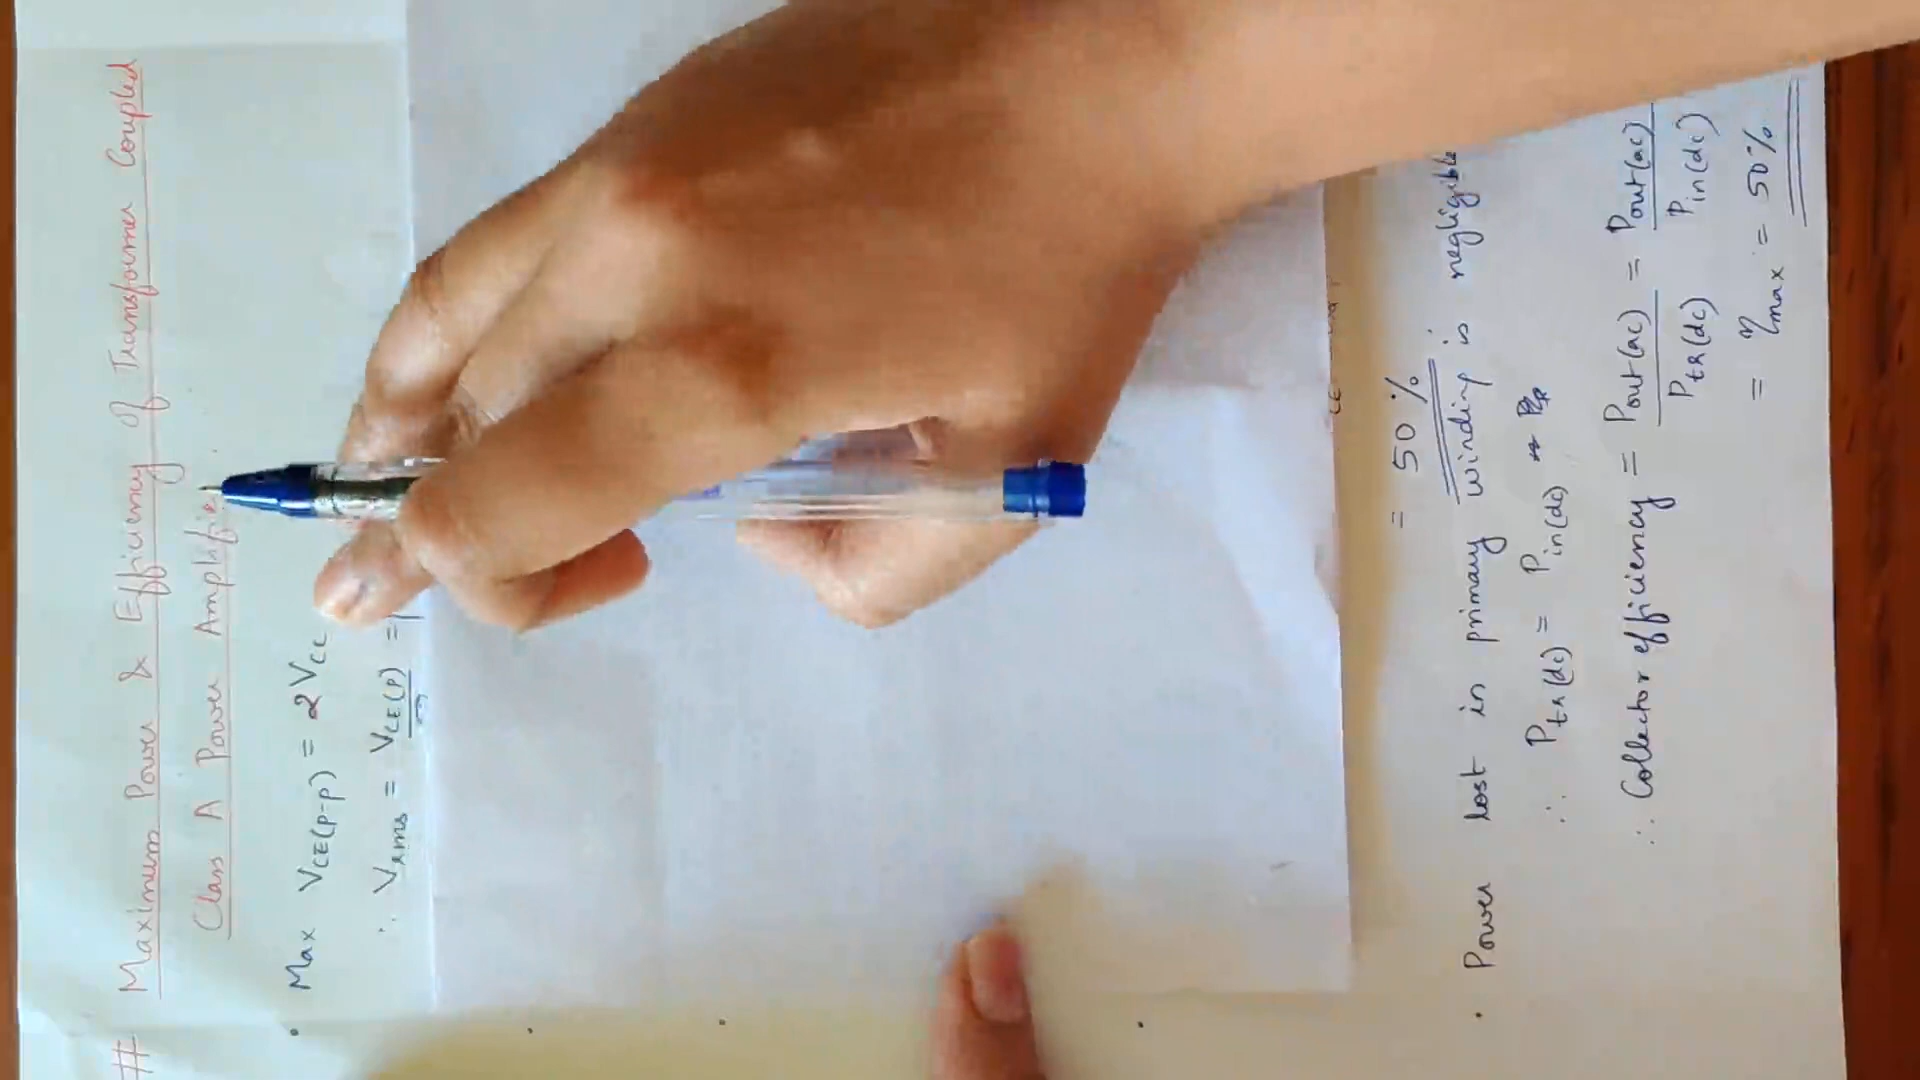 # Maximum Power & Efficiency of Transformer Coupled
Class A Power Amplifie
• Max VCE(P-P) = 2VCC
∴ Vrms = VCE(P) =
= 50%
• Power lost in primary winding is negligible
∴ Ptr(dc) = Pin(dc)
∴ Collector efficiency = Pout(ac) / Ptr(dc) = Pout(ac) / Pin(dc)
= ηmax = 50%